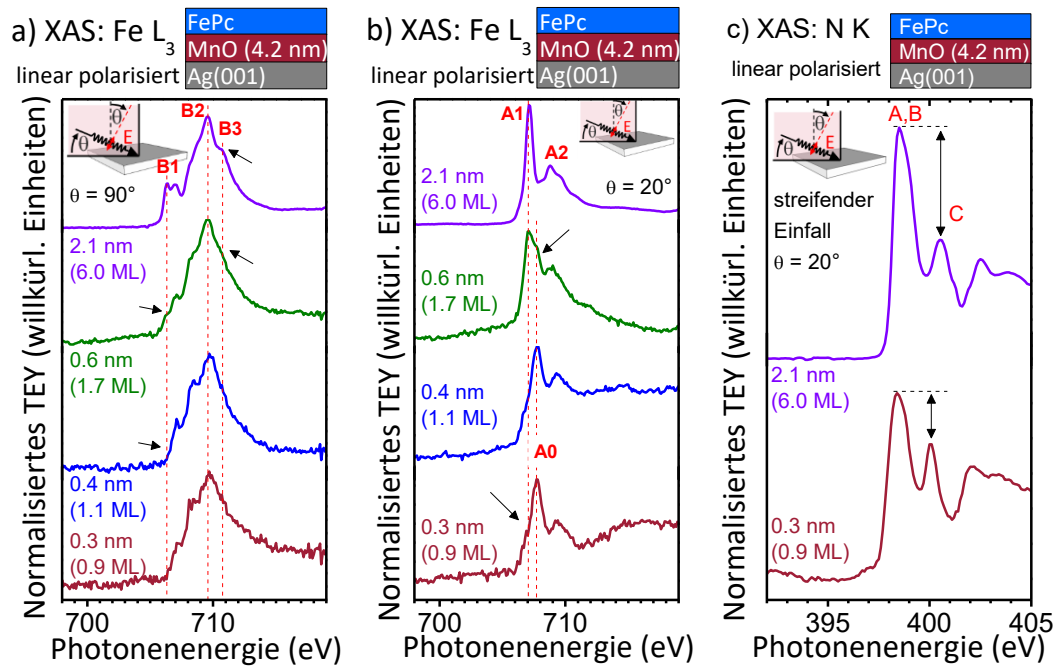 a) XAS: Fe L3
linear polarisiert
FePc
MnO (4.2 nm)
Ag(001)
B2
B3
B1
θ
θ
E
θ = 90°
2.1 nm
(6.0 ML)
0.6 nm
(1.7 ML)
0.4 nm
(1.1 ML)
0.3 nm
(0.9 ML)
Normalisiertes TEY (willkürl. Einheiten)
700
710
Photonenenergie (eV)
b) XAS: Fe L3
linear polarisiert
FePc
MnO (4.2 nm)
Ag(001)
A1
A2
θ
θ
E
θ = 20°
2.1 nm
(6.0 ML)
0.6 nm
(1.7 ML)
0.4 nm
(1.1 ML)
A0
0.3 nm
(0.9 ML)
Normalisiertes TEY (willkürl. Einheiten)
700
710
Photonenenergie (eV)
c) XAS: N K
linear polarisiert
FePc
MnO (4.2 nm)
Ag(001)
A,B
θ
θ
E
C
streifender
Einfall
θ = 20°
2.1 nm
(6.0 ML)
0.3 nm
(0.9 ML)
Normalisiertes TEY (willkürl. Einheiten)
395
400
405
Photonenenergie (eV)